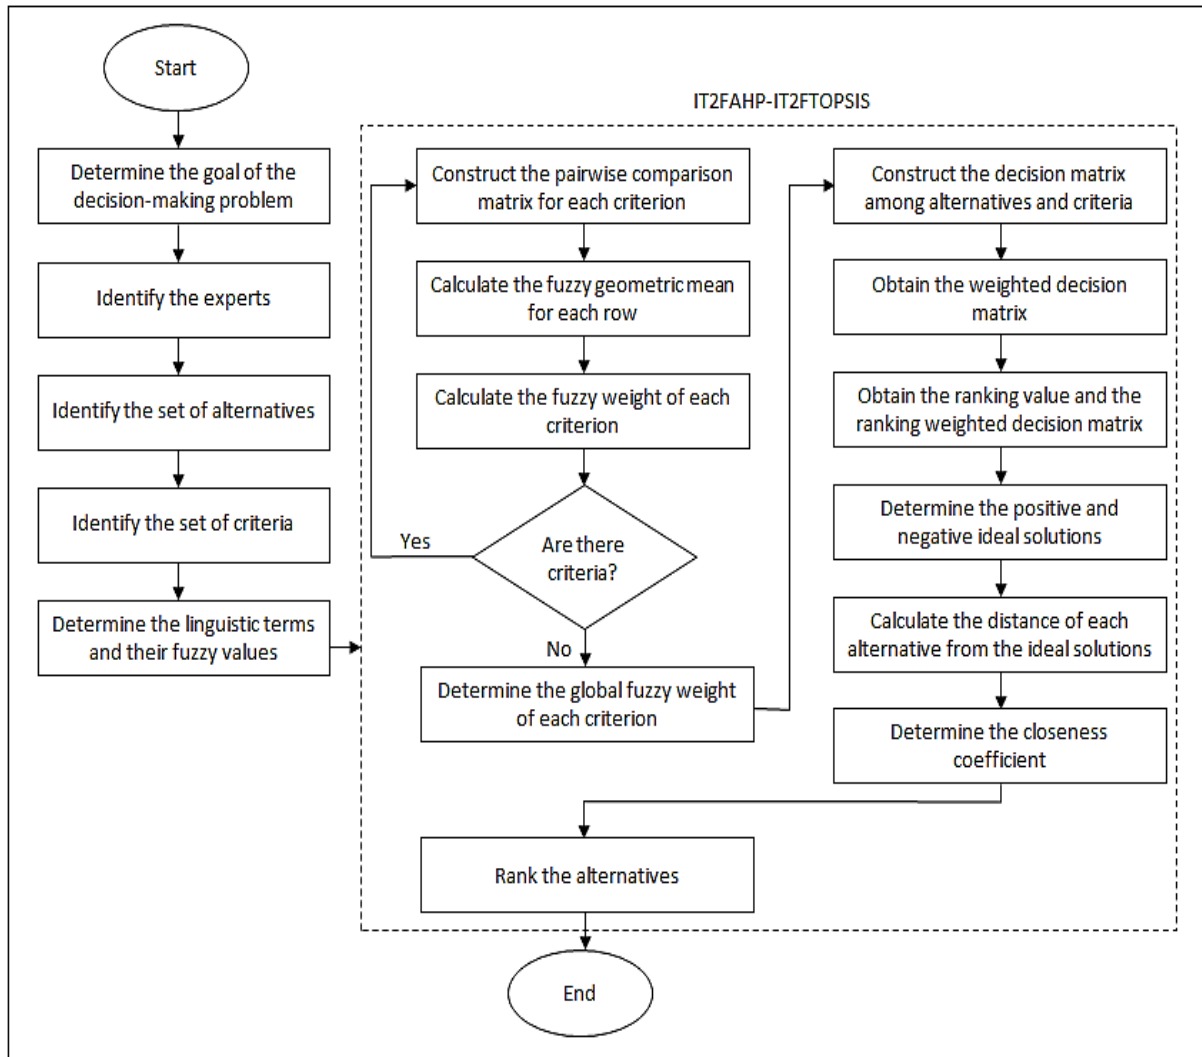 Start
Determine the goal of the
decision-making problem
Identify the experts
Identify the set of alternatives
Identify the set of criteria
Determine the linguistic terms
and their fuzzy values
IT2FAHP-IT2FTOPSIS
Construct the pairwise comparison
matrix for each criterion
Calculate the fuzzy geometric mean
for each row
Calculate the fuzzy weight of each
criterion
Are there
criteria?
Yes
No
Determine the global fuzzy weight
of each criterion
Construct the decision matrix
among alternatives and criteria
Obtain the weighted decision
matrix
Obtain the ranking value and the
ranking weighted decision matrix
Determine the positive and
negative ideal solutions
Calculate the distance of each
alternative from the ideal solutions
Determine the closeness
coefficient
Rank the alternatives
End